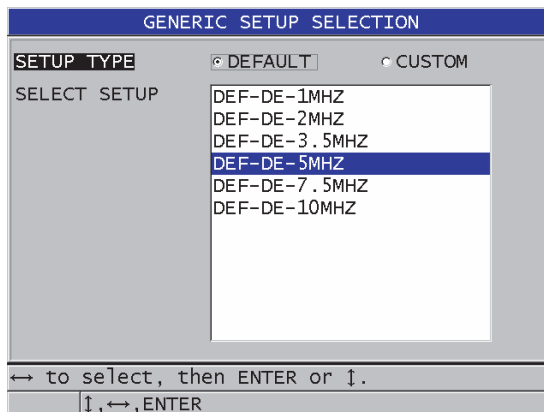 GENERIC SETUP SELECTION
SETUP TYPE DEFAULT CUSTOM
SELECT SETUP
DEF-DE-1MHZ
DEF-DE-2MHZ
DEF-DE-3.5MHZ
DEF-DE-5MHZ
DEF-DE-7.5MHZ
DEF-DE-10MHZ
↔ to select, then ENTER or ↕.
↕,↔,ENTER